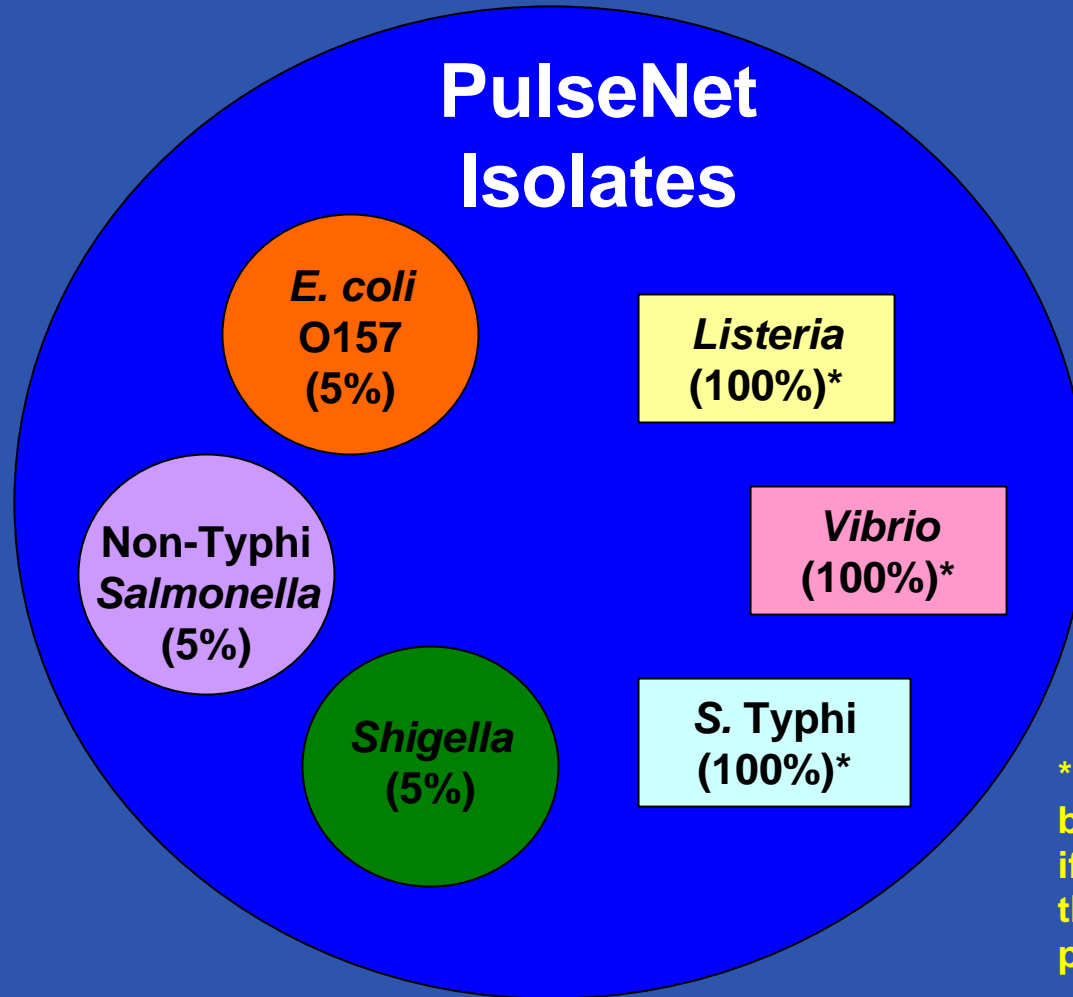 PulseNet
Isolates
E. coli
O157
(5%)
Listeria
(100%)*
Non-Typhi
Salmonella
(5%)
Vibrio
(100%)*
Shigella
(5%)
S. Typhi
(100%)*
*